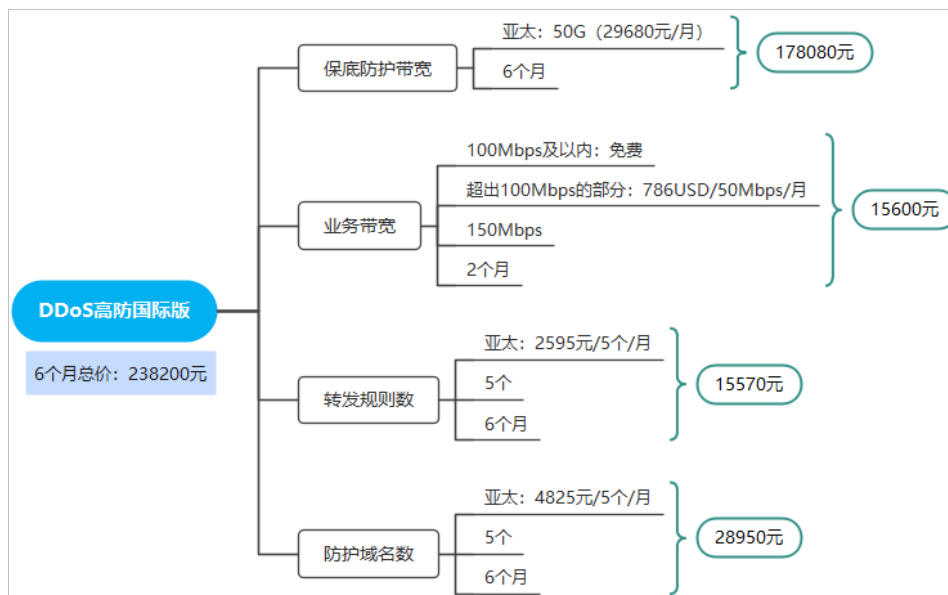 DDoS高防国际版
6个月总价：238200元
保底防护带宽
亚太：50G（29680元/月）
6个月
178080元
业务带宽
100Mbps及以内：免费
超出100Mbps的部分：786USD/50Mbps/月
150Mbps
2个月
15600元
转发规则数
亚太：2595元/5个/月
5个
6个月
15570元
防护域名数
亚太：4825元/5个/月
5个
6个月
28950元